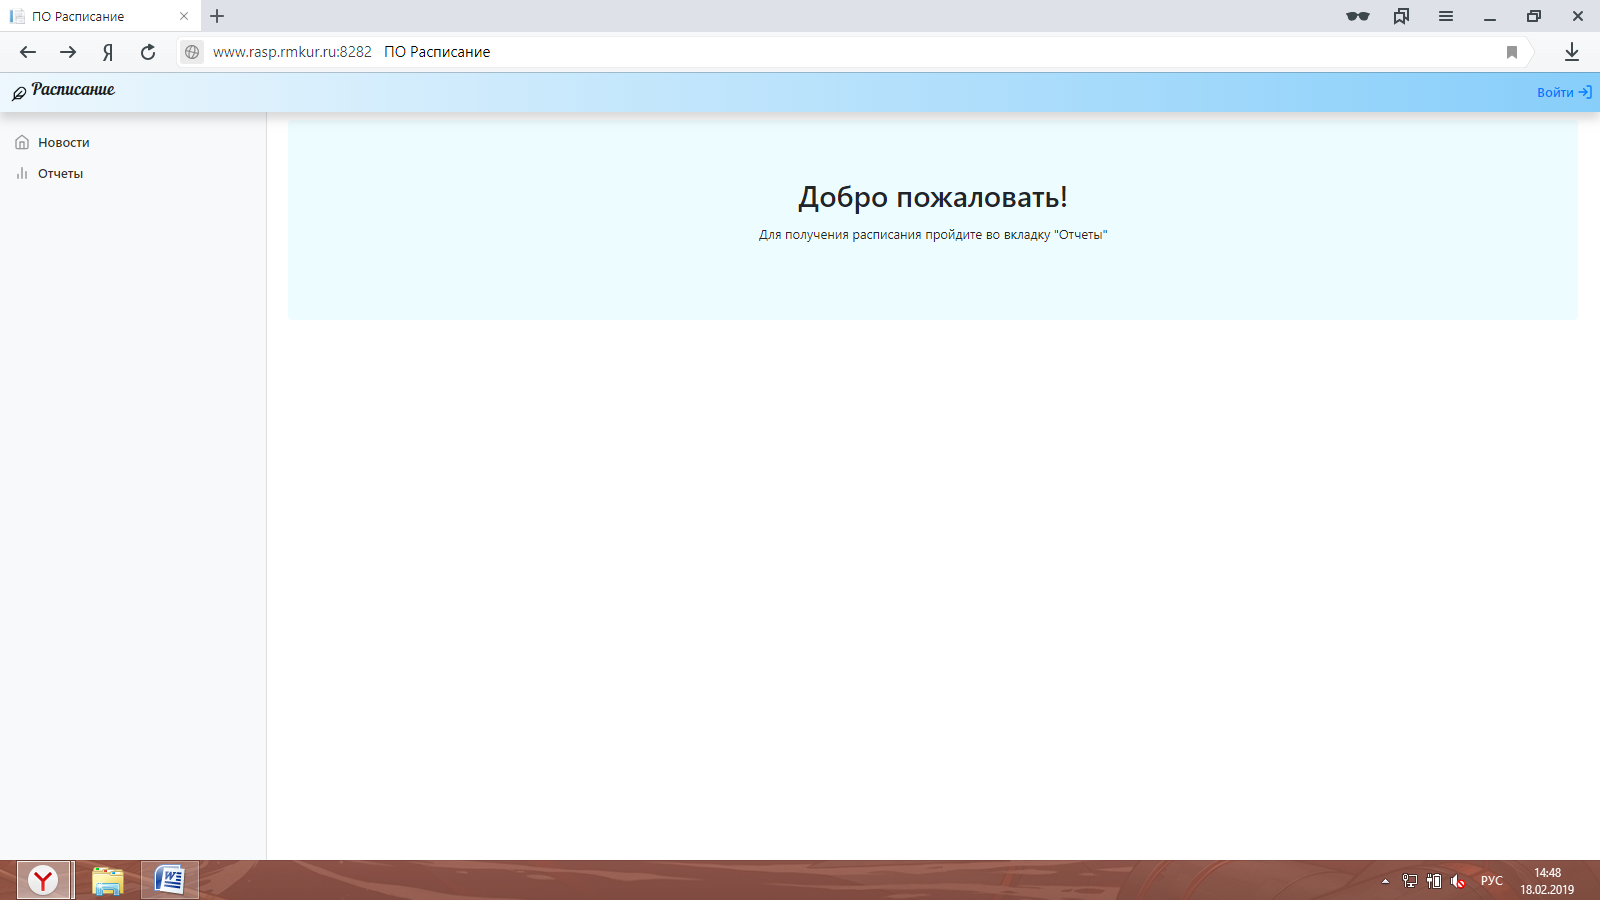 ПО Расписание
www.rasp.rmkur.ru:8282 ПО Расписание
Расписание
Войти
Новости
Отчеты
Добро пожаловать!
Для получения расписания пройдите во вкладку "Отчеты"
РУС
14:48
18.02.2019